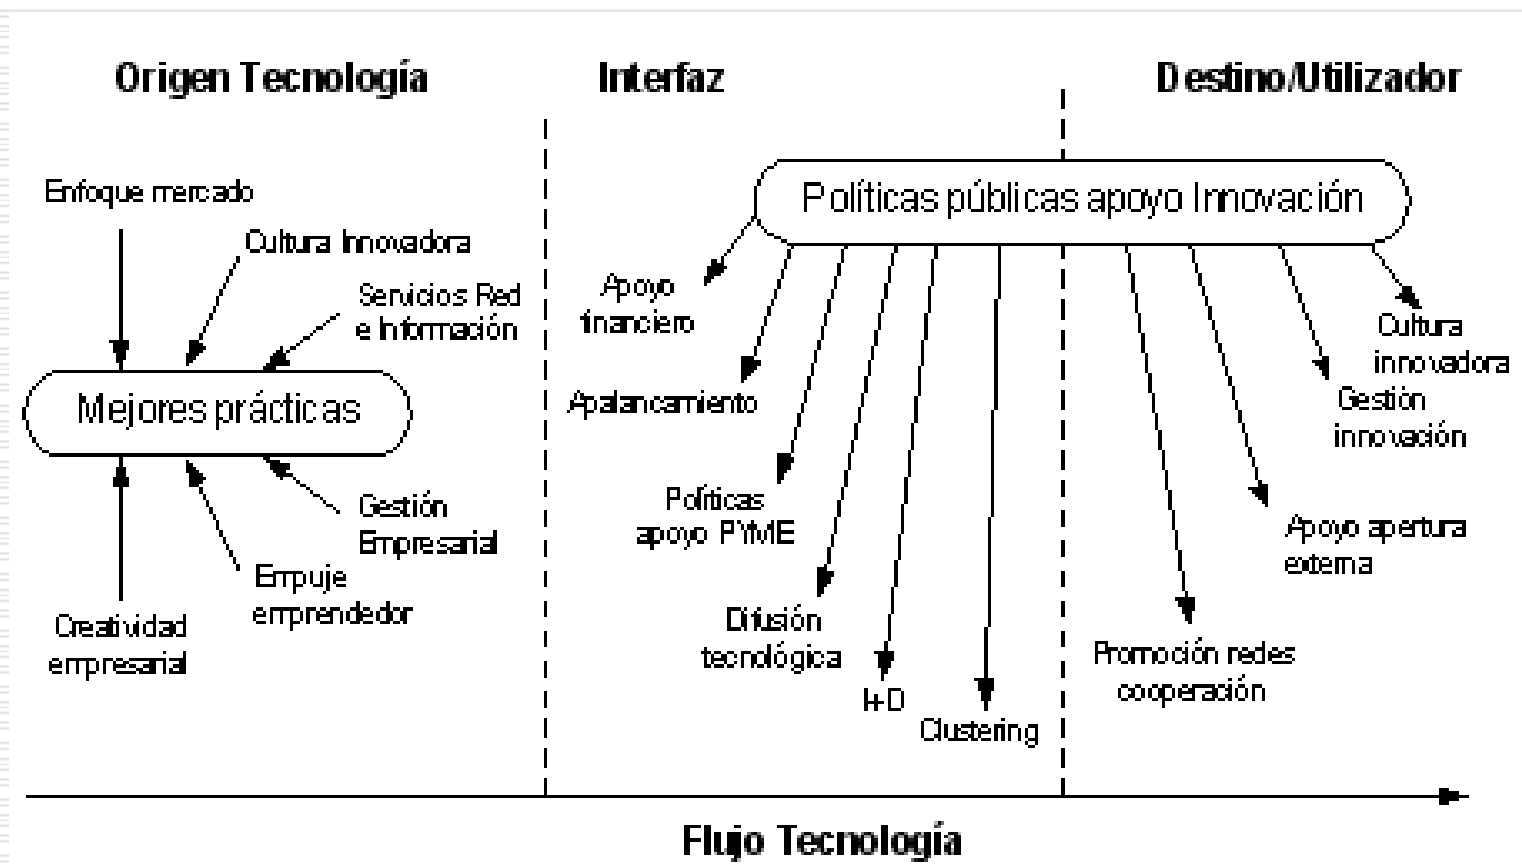 Origen Tecnología
Interfaz
Destino/Utilizador
Enfoque mercado
Cultura Innovadora
Servicios Red
e Información
Mejores prácticas
Gestión
Empresarial
Empuje
emprendedor
Creatividad
empresarial
Políticas públicas apoyo Innovación
Apoyo
financiero
Apalancamiento
Políticas
apoyo PYME
Difusión
tecnológica
I+D
Clustering
Cultura
innovadora
Gestión
innovación
Apoyo apertura
externa
Promoción redes
cooperación
Flujo Tecnología